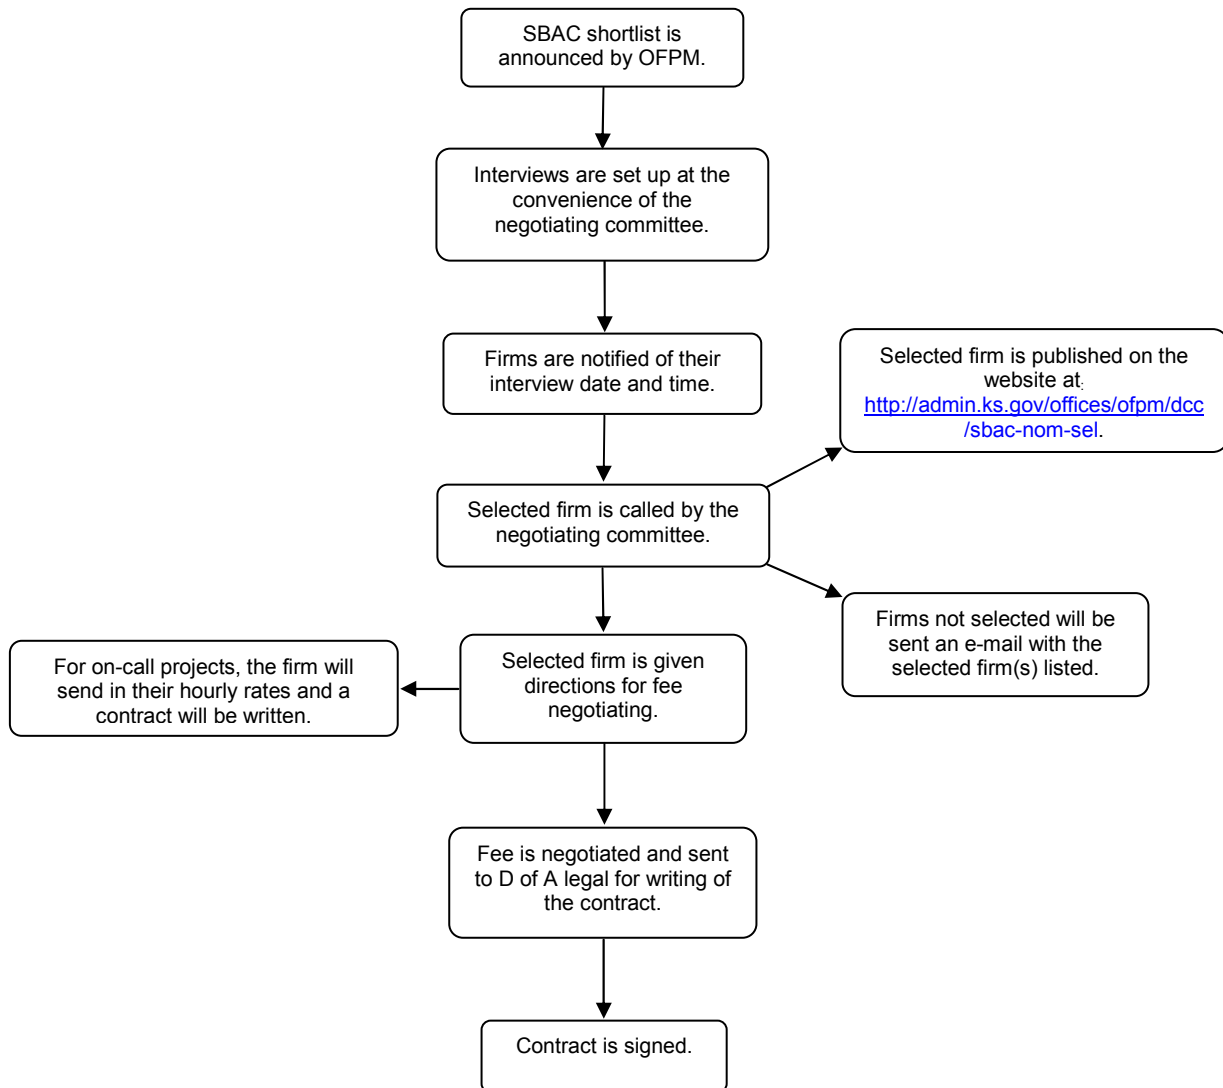 SBAC shortlist is
announced by OFPM.
Interviews are set up at the
convenience of the
negotiating committee.
Firms are notified of their
interview date and time.
Selected firm is published on the
website at:
http://admin.ks.gov/offices/ofpm/dcc
/sbac-nom-sel.
Selected firm is called by the
negotiating committee.
Firms not selected will be
sent an e-mail with the
selected firm(s) listed.
For on-call projects, the firm will
send in their hourly rates and a
contract will be written.
Selected firm is given
directions for fee
negotiating.
Fee is negotiated and sent
to D of A legal for writing of
the contract.
Contract is signed.